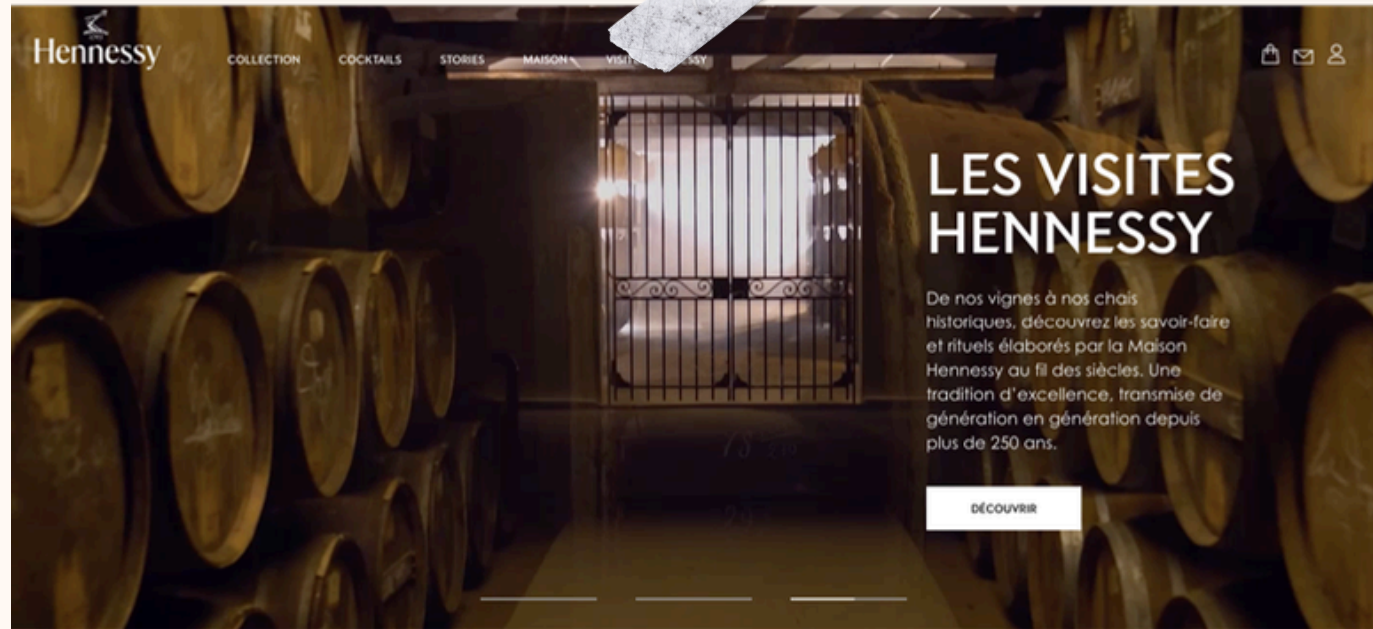 Hennessy
COLLECTION COCKTAILS STORIES MAISON
LES VISITES
HENNESSY
De nos vignes à nos chais
historiques, découvrez les savoir-faire
et rituels élaborés par la Maison
Hennessy au fil des siècles. Une
tradition d'excellence, transmise de
génération en génération depuis
plus de 250 ans.
DÉCOUVRIR